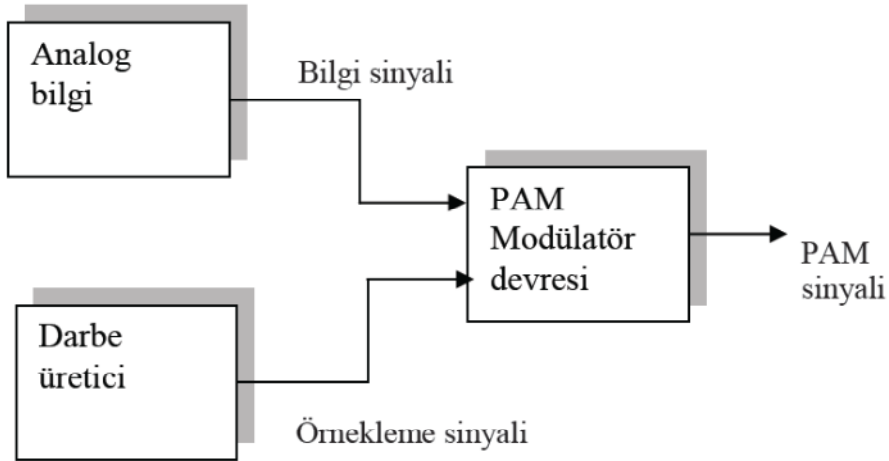 Analog
bilgi
Bilgi sinyali
PAM
Modülatör
devresi
PAM
sinyali
Darbe
üretici
Örnekleme sinyali